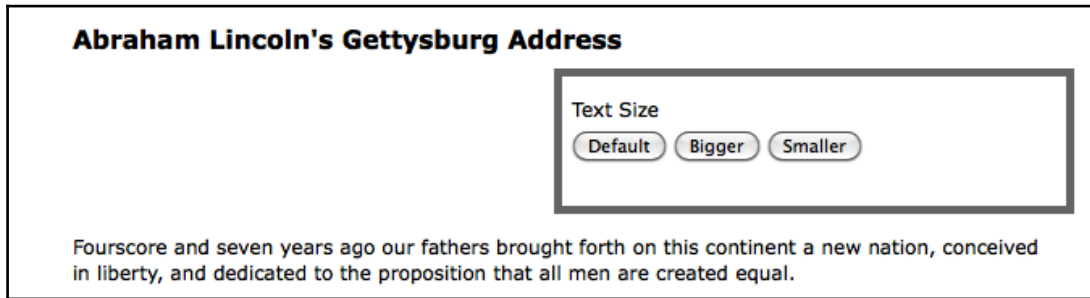 Abraham Lincoln's Gettysburg Address
Text Size
Default Bigger Smaller
Fourscore and seven years ago our fathers brought forth on this continent a new nation, conceived
in liberty, and dedicated to the proposition that all men are created equal.